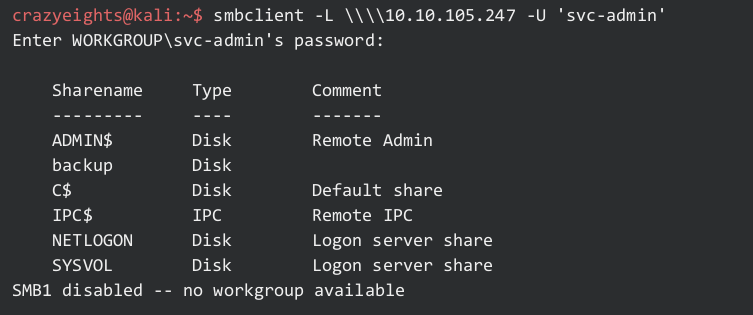 crazyeights@kali:~$ smbclient -L \\\\10.10.105.247 -U 'svc-admin'
Enter WORKGROUP\svc-admin's password:
Sharename Type Comment
--------- ---- -------
ADMIN$ Disk Remote Admin
backup Disk
C$ Disk Default share
IPC$ IPC Remote IPC
NETLOGON Disk Logon server share
SYSVOL Disk Logon server share
SMB1 disabled -- no workgroup available